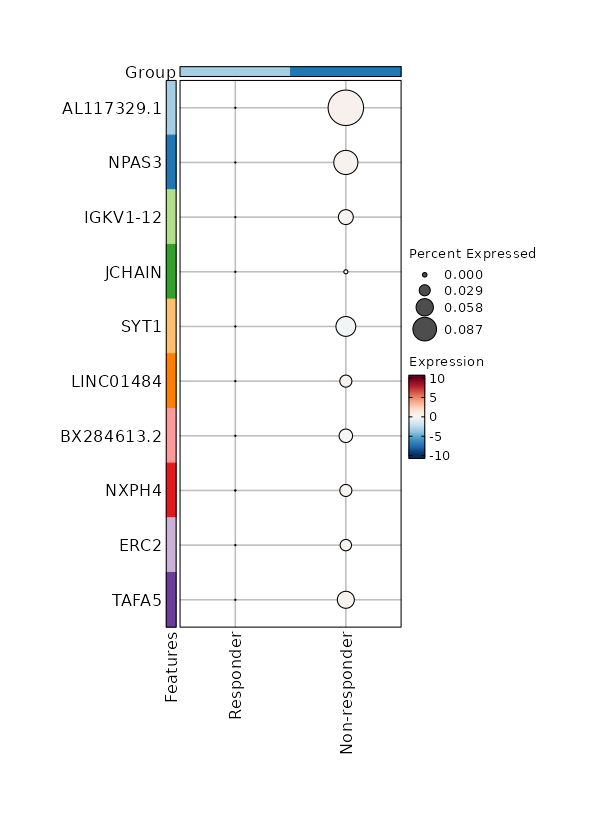 Group
AL117329.1
NPAS3
IGKV1-12
JCHAIN
SYT1
LINC01484
BX284613.2
NXPH4
ERC2
TAFA5
Features
Responder
Non-responder
Percent Expressed
0.000
0.029
0.058
0.087
Expression
10
5
0
-5
-10